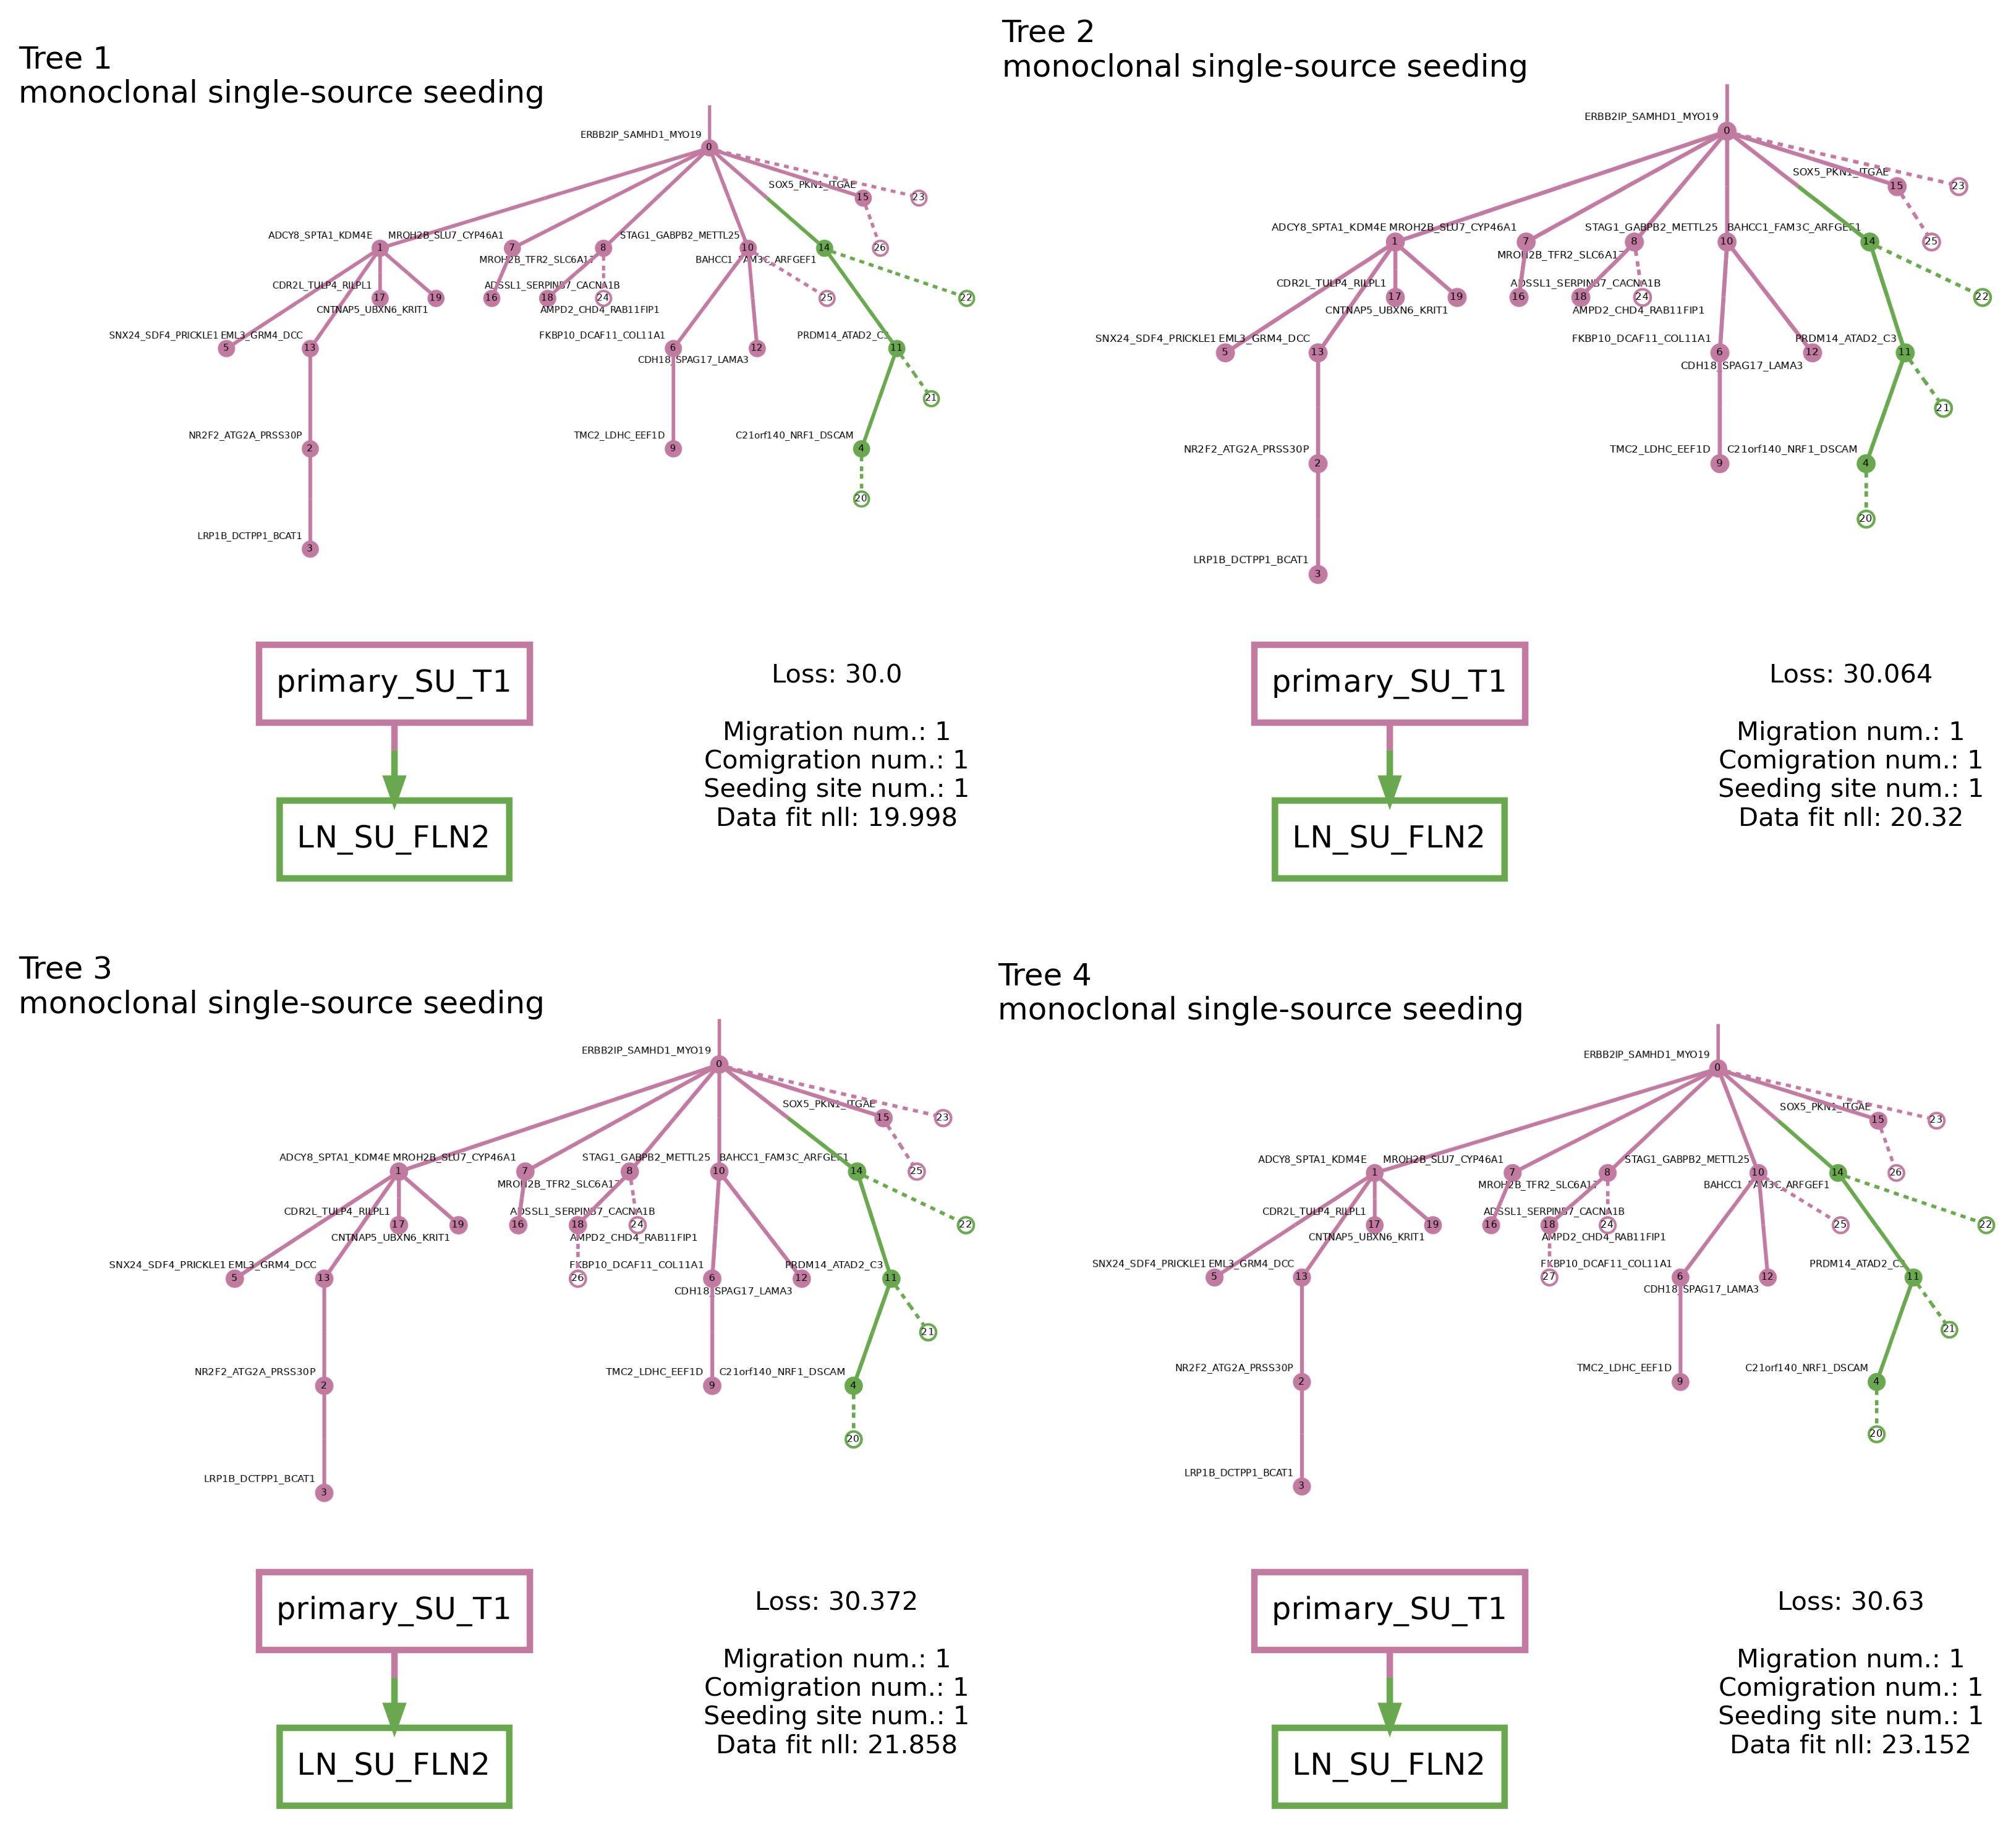 Tree 1
monoclonal single-source seeding
ERBB2IP_SAMHD1_MYO19
0
SOX5_PKN1_ITGAE
15
23
ADCY8_SPTA1_KDM4E
MROH2B_SLU7_CYP46A1
STAG1_GABPB2_METTL25
1
7
8
10
14
26
MROH2B_TFR2_SLC6A17
BAHCC1_FAM3C_ARFGEF1
CDR2L_TULP4_RILPL1
ADSSL1_SERPINB7_CACNA1B
17
19
16
18
24
25
22
CNTNAP5_UBXN6_KRIT1
AMPD2_CHD4_RAB11FIP1
SNX24_SDF4_PRICKLE1
EML3_GRM4_DCC
FKBP10_DCAF11_COL11A1
PRDM14_ATAD2_C3
5
13
6
12
11
CDH18_SPAG17_LAMA3
21
NR2F2_ATG2A_PRSS30P
TMC2_LDHC_EEF1D
C21orf140_NRF1_DSCAM
2
9
4
20
LRP1B_DCTPP1_BCAT1
3
primary_SU_T1
LN_SU_FLN2
Loss: 30.0
Migration num.: 1
Comigration num.: 1
Seeding site num.: 1
Data fit nll: 19.998
Tree 2
monoclonal single-source seeding
ERBB2IP_SAMHD1_MYO19
0
SOX5_PKN1_ITGAE
15
23
ADCY8_SPTA1_KDM4E
MROH2B_SLU7_CYP46A1
STAG1_GABPB2_METTL25
BAHCC1_FAM3C_ARFGEF1
1
7
8
10
14
25
MROH2B_TFR2_SLC6A17
CDR2L_TULP4_RILPL1
ADSSL1_SERPINB7_CACNA1B
17
19
16
18
24
22
CNTNAP5_UBXN6_KRIT1
AMPD2_CHD4_RAB11FIP1
SNX24_SDF4_PRICKLE1
EML3_GRM4_DCC
FKBP10_DCAF11_COL11A1
PRDM14_ATAD2_C3
5
13
6
12
11
CDH18_SPAG17_LAMA3
21
NR2F2_ATG2A_PRSS30P
TMC2_LDHC_EEF1D
C21orf140_NRF1_DSCAM
2
9
4
20
LRP1B_DCTPP1_BCAT1
3
primary_SU_T1
LN_SU_FLN2
Loss: 30.064
Migration num.: 1
Comigration num.: 1
Seeding site num.: 1
Data fit nll: 20.32
Tree 3
monoclonal single-source seeding
ERBB2IP_SAMHD1_MYO19
0
SOX5_PKN1_ITGAE
15
23
ADCY8_SPTA1_KDM4E
MROH2B_SLU7_CYP46A1
STAG1_GABPB2_METTL25
BAHCC1_FAM3C_ARFGEF1
1
7
8
10
14
25
MROH2B_TFR2_SLC6A17
CDR2L_TULP4_RILPL1
ADSSL1_SERPINB7_CACNA1B
17
19
16
18
24
22
CNTNAP5_UBXN6_KRIT1
AMPD2_CHD4_RAB11FIP1
SNX24_SDF4_PRICKLE1
EML3_GRM4_DCC
FKBP10_DCAF11_COL11A1
PRDM14_ATAD2_C3
5
13
26
6
12
11
CDH18_SPAG17_LAMA3
21
NR2F2_ATG2A_PRSS30P
TMC2_LDHC_EEF1D
C21orf140_NRF1_DSCAM
2
9
4
20
LRP1B_DCTPP1_BCAT1
3
primary_SU_T1
LN_SU_FLN2
Loss: 30.372
Migration num.: 1
Comigration num.: 1
Seeding site num.: 1
Data fit nll: 21.858
Tree 4
monoclonal single-source seeding
ERBB2IP_SAMHD1_MYO19
0
SOX5_PKN1_ITGAE
15
23
ADCY8_SPTA1_KDM4E
MROH2B_SLU7_CYP46A1
STAG1_GABPB2_METTL25
1
7
8
10
14
26
MROH2B_TFR2_SLC6A17
BAHCC1_FAM3C_ARFGEF1
CDR2L_TULP4_RILPL1
ADSSL1_SERPINB7_CACNA1B
17
19
16
18
24
25
22
CNTNAP5_UBXN6_KRIT1
AMPD2_CHD4_RAB11FIP1
SNX24_SDF4_PRICKLE1
EML3_GRM4_DCC
FKBP10_DCAF11_COL11A1
PRDM14_ATAD2_C3
5
13
27
6
12
11
CDH18_SPAG17_LAMA3
21
NR2F2_ATG2A_PRSS30P
TMC2_LDHC_EEF1D
C21orf140_NRF1_DSCAM
2
9
4
20
LRP1B_DCTPP1_BCAT1
3
primary_SU_T1
LN_SU_FLN2
Loss: 30.63
Migration num.: 1
Comigration num.: 1
Seeding site num.: 1
Data fit nll: 23.152